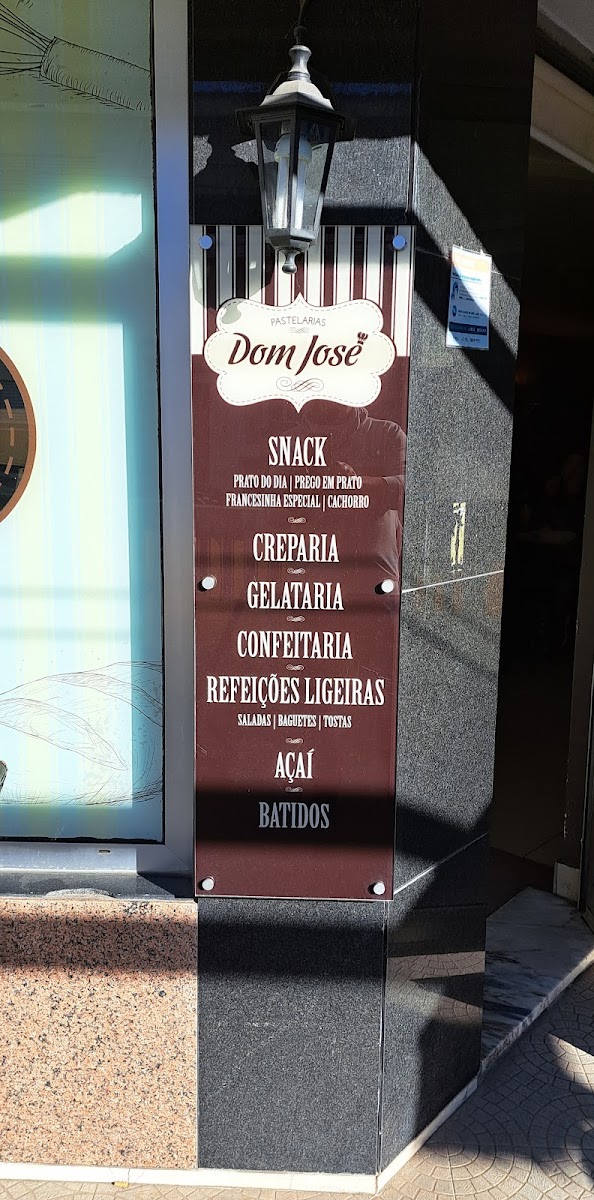 PASTELARIAS
Dom José
SNACK
PRATO DO DIA | PREGO EM PRATO
FRANCESINHA ESPECIAL | CACHORRO
CREPARIA
GELATARIA
CONFEITARIA
REFEIÇÕES LIGEIRAS
SALADAS | BAGUETES | TOSTAS
AÇAÍ
BATIDOS